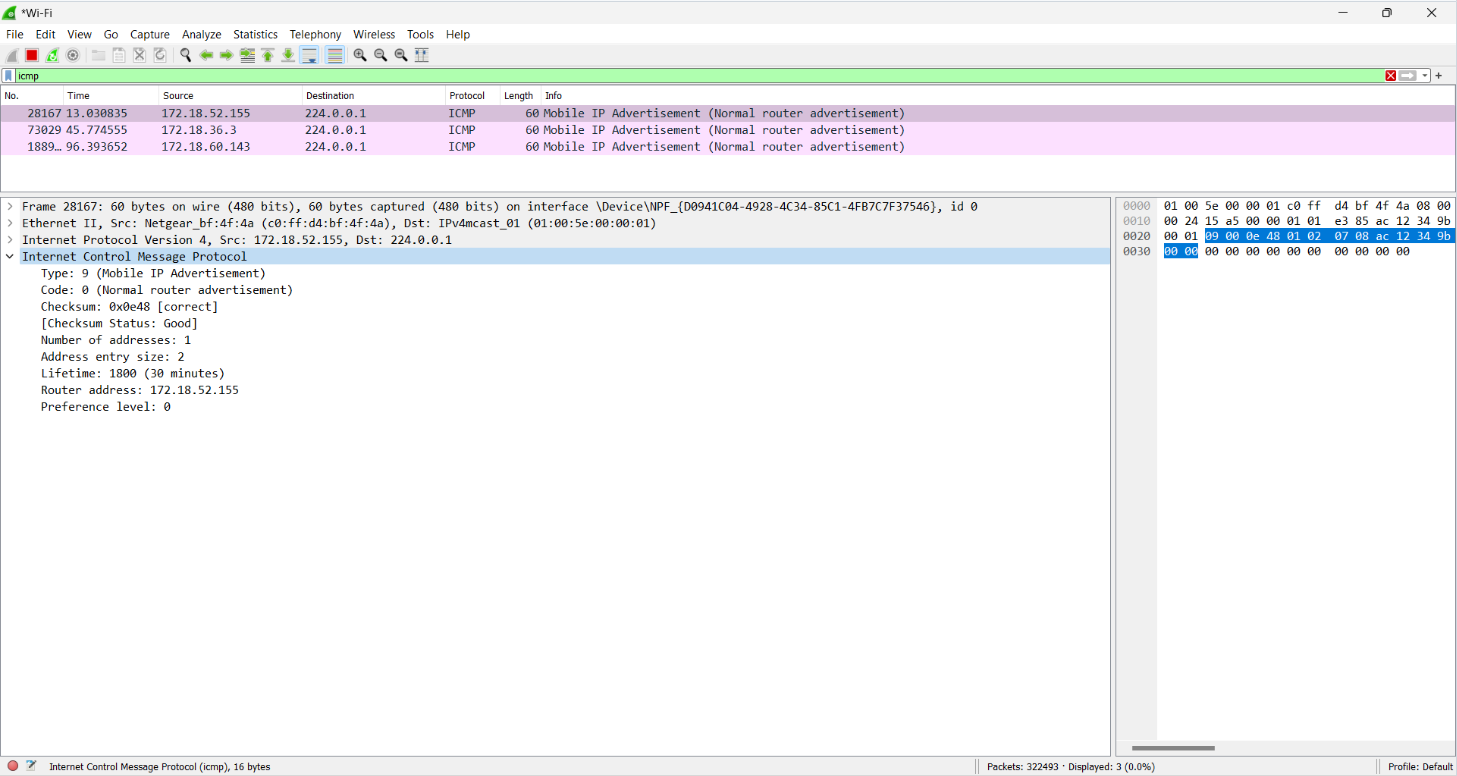 *Wi-Fi
File Edit View Go Capture Analyze Statistics Telephony Wireless Tools Help
icmp
No. Time Source Destination Protocol Length Info
28167 13.030835 172.18.52.155 224.0.0.1 ICMP 60 Mobile IP Advertisement (Normal router advertisement)
73029 45.774555 172.18.36.3 224.0.0.1 ICMP 60 Mobile IP Advertisement (Normal router advertisement)
1889… 96.393652 172.18.60.143 224.0.0.1 ICMP 60 Mobile IP Advertisement (Normal router advertisement)
Frame 28167: 60 bytes on wire (480 bits), 60 bytes captured (480 bits) on interface \Device\NPF_{D0941C04-4928-4C34-85C1-4FB7C7F37546}, id 0
Ethernet II, Src: Netgear_bf:4f:4a (c0:ff:d4:bf:4f:4a), Dst: IPv4mcast_01 (01:00:5e:00:00:01)
Internet Protocol Version 4, Src: 172.18.52.155, Dst: 224.0.0.1
Internet Control Message Protocol
Type: 9 (Mobile IP Advertisement)
Code: 0 (Normal router advertisement)
Checksum: 0x0e48 [correct]
[Checksum Status: Good]
Number of addresses: 1
Address entry size: 2
Lifetime: 1800 (30 minutes)
Router address: 172.18.52.155
Preference level: 0
0000 01 00 5e 00 00 01 c0 ff d4 bf 4f 4a 08 00
0010 00 24 15 a5 00 00 01 01 e3 85 ac 12 34 9b
0020 00 01 09 00 0e 48 01 02 07 08 ac 12 34 9b
0030 00 00 00 00 00 00 00 00 00 00 00 00
Internet Control Message Protocol (icmp), 16 bytes
Packets: 322493 · Displayed: 3 (0.0%)
Profile: Default